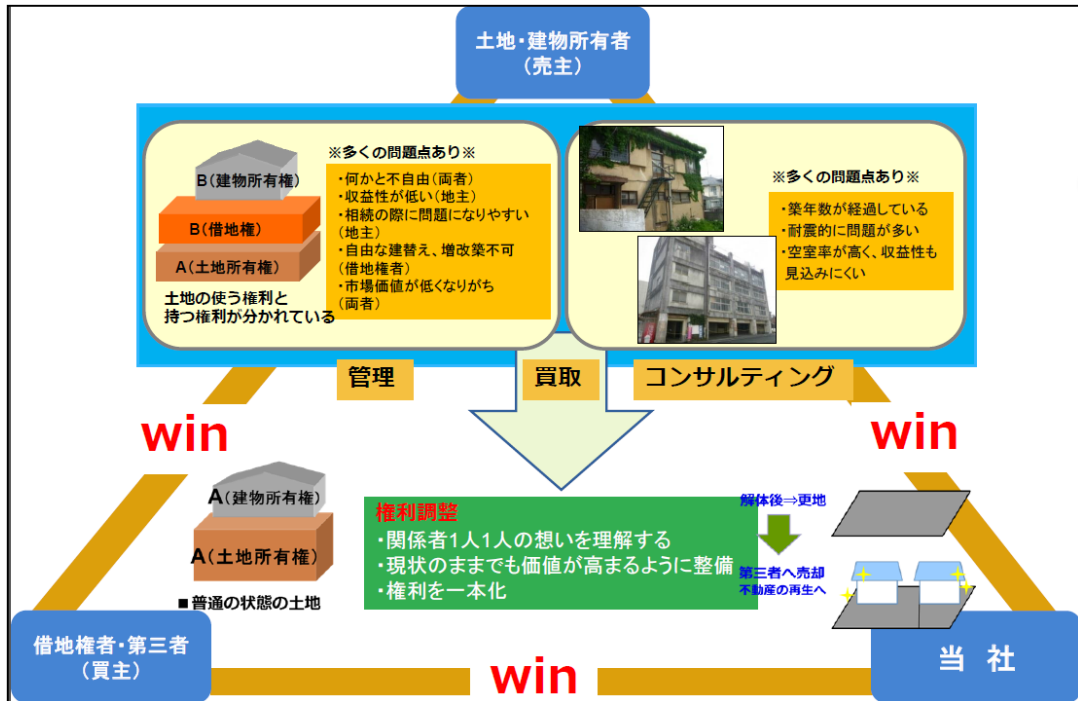 土地・建物所有者
(売主)
※多くの問題点あり※
・何かと不自由(両者)
・収益性が低い(地主)
・相続の際に問題になりやすい
(地主)
・自由な建替え、増改築不可
(借地権者)
・市場価値が低くなりがち
(両者)
B(建物所有権)
B(借地権)
A(土地所有権)
土地の使う権利と
持つ権利が分かれている
※多くの問題点あり※
・築年数が経過している
・耐震的に問題が多い
・空室率が高く、収益性も
見込みにくい
管理
買取
コンサルティング
win
win
A(建物所有権)
A(土地所有権)
■普通の状態の土地
権利調整
・関係者1人1人の想いを理解する
・現状のままでも価値が高まるように整備
・権利を一本化
解体後⇒更地
第三者へ売却
不動産の再生へ
借地権者・第三者
(買主)
win
当 社